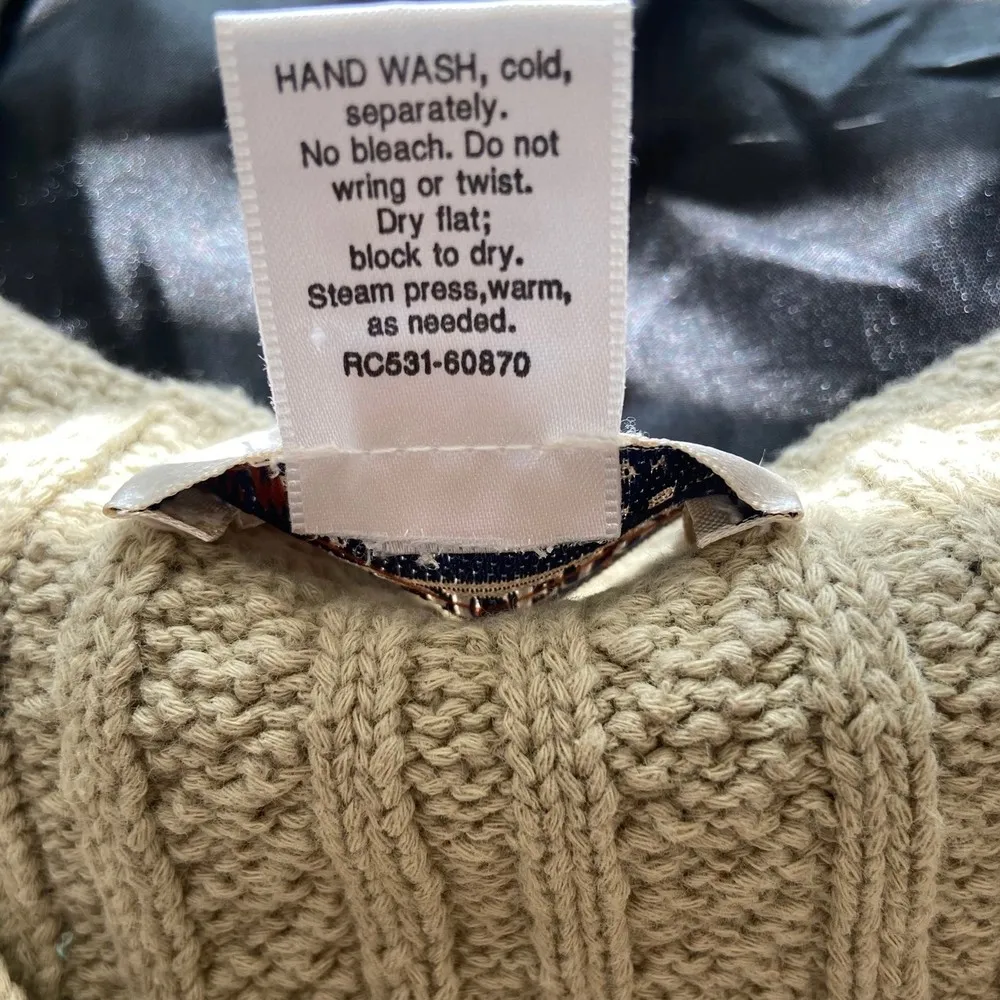 HAND WASH, cold,
separately.
No bleach. Do not
wring or twist.
Dry flat;
block to dry.
Steam press,warm,
as needed.
RC531-60870